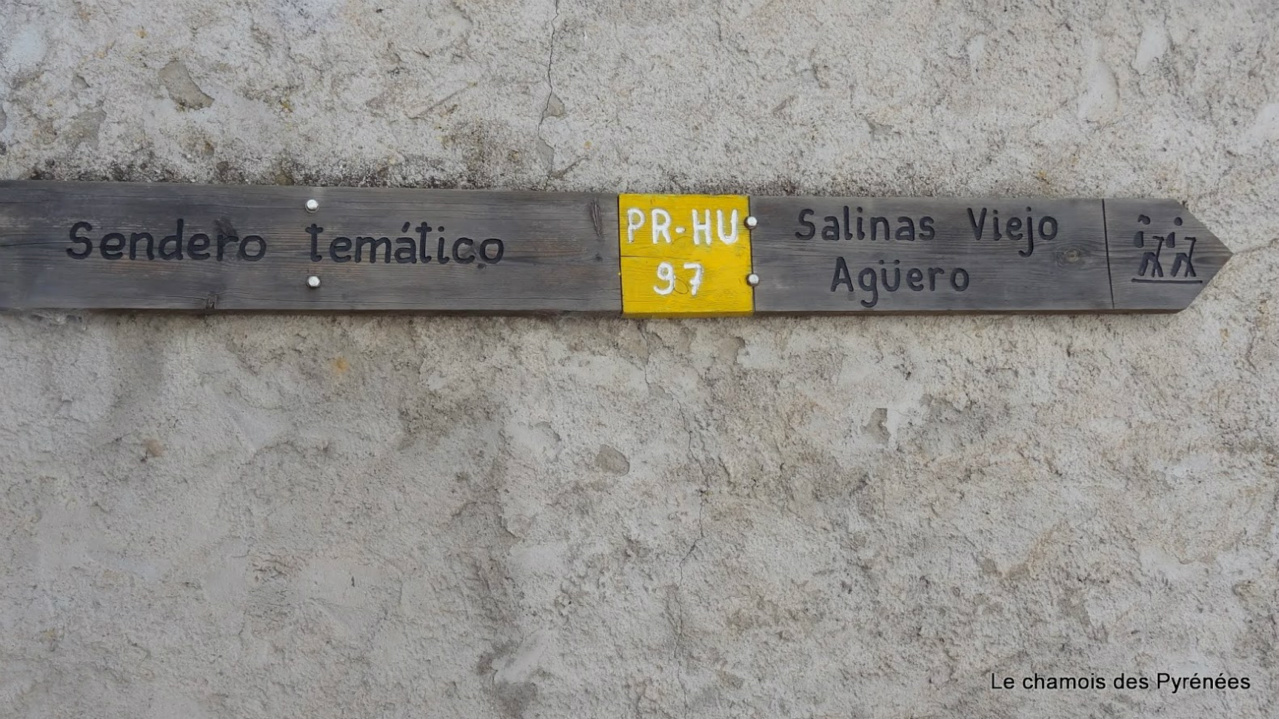 Sendero temático
PR-HU
97
Salinas Viejo
Agüero
Le chamois des Pyrénées